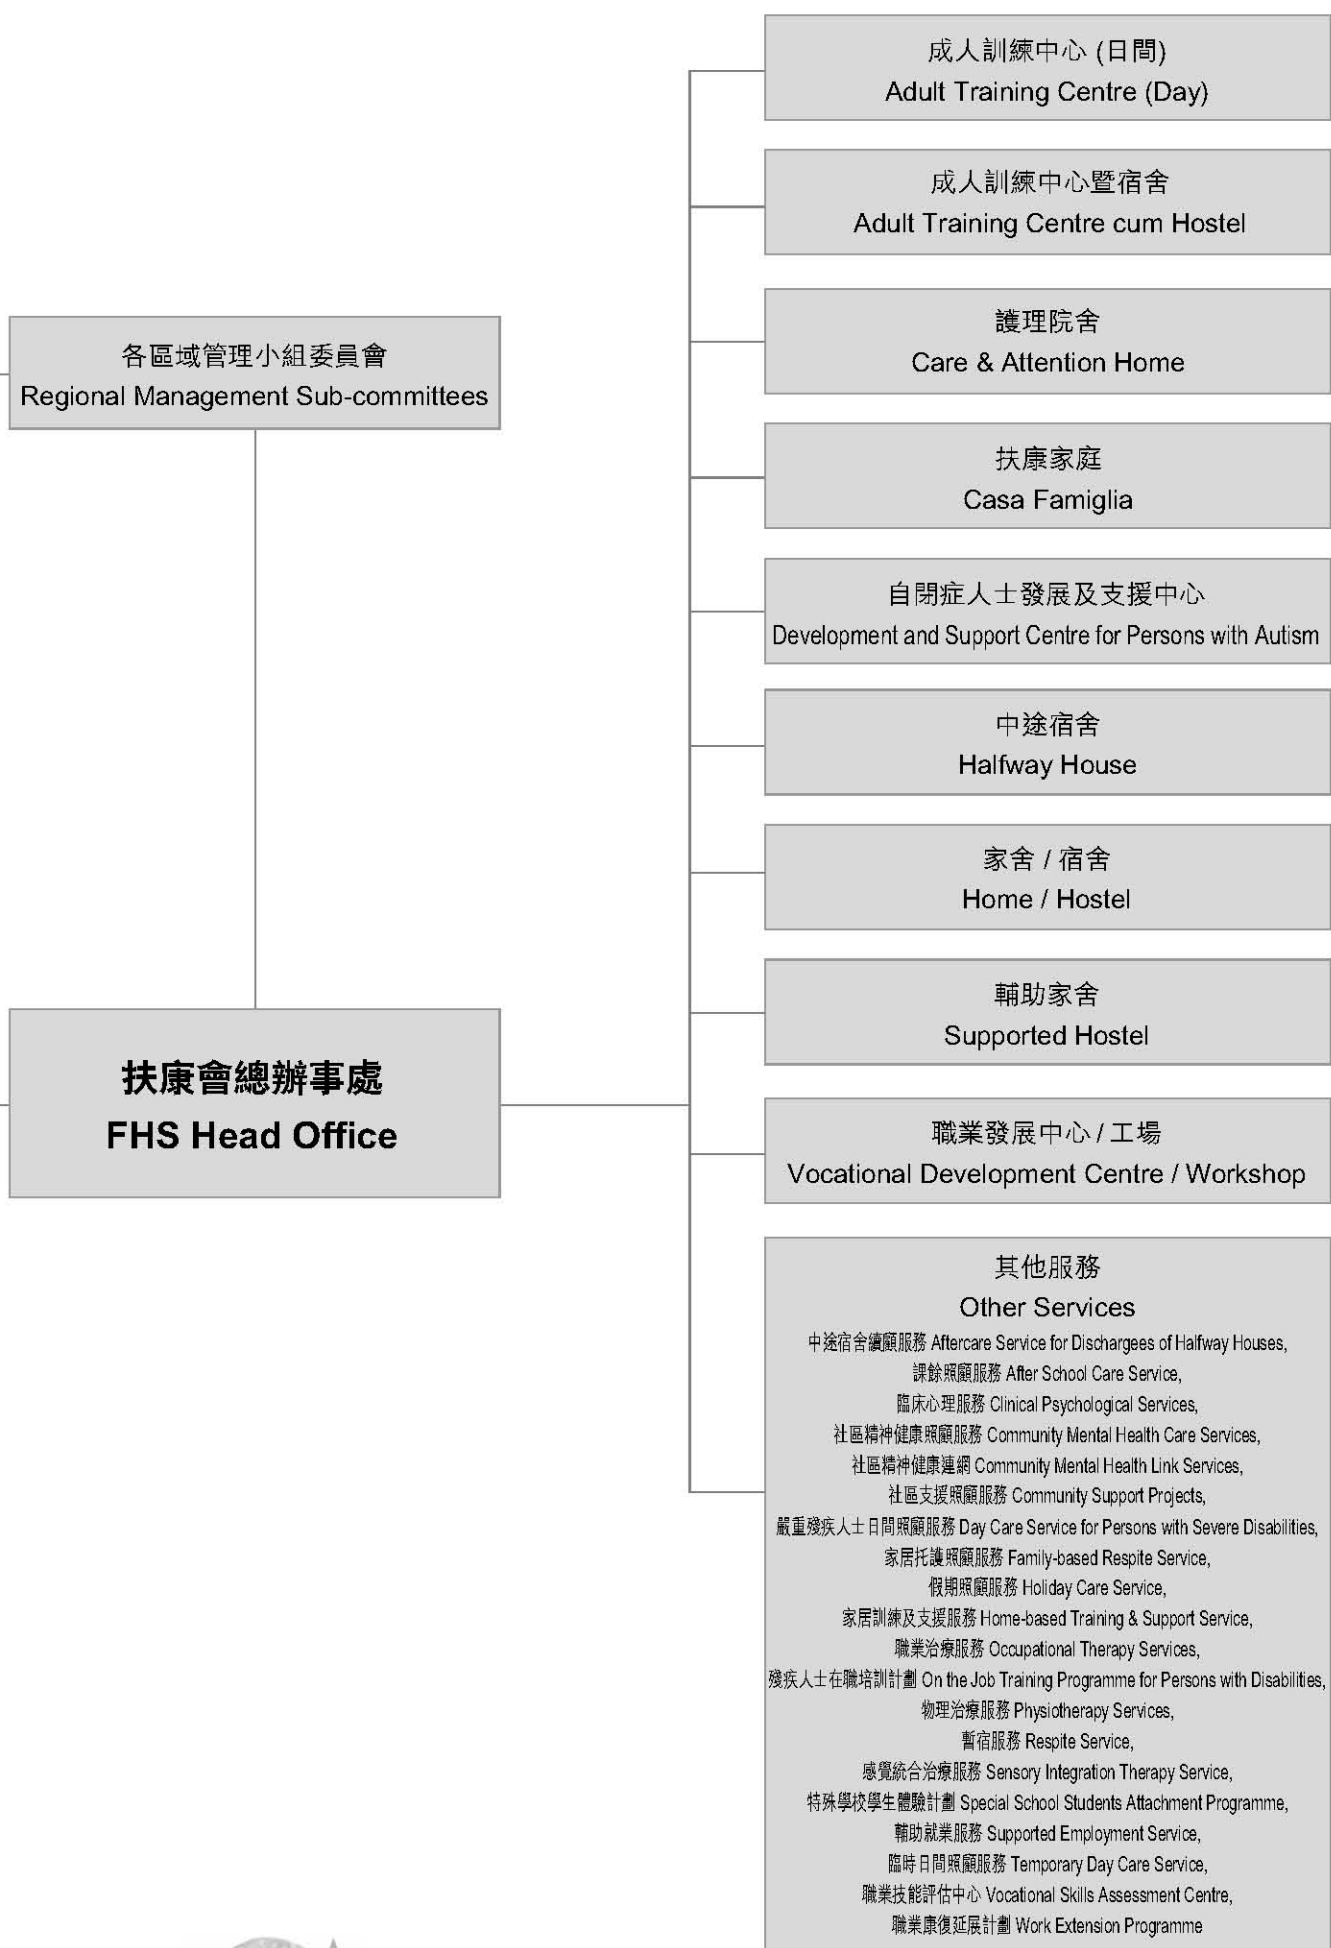 各區域管理小組委員會
Regional Management Sub-committees
扶康會總辦事處
FHS Head Office
成人訓練中心 (日間)
Adult Training Centre (Day)
成人訓練中心暨宿舍
Adult Training Centre cum Hostel
護理院舍
Care & Attention Home
扶康家庭
Casa Famiglia
自閉症人士發展及支援中心
Development and Support Centre for Persons with Autism
中途宿舍
Halfway House
家舍 / 宿舍
Home / Hostel
輔助家舍
Supported Hostel
職業發展中心 / 工場
Vocational Development Centre / Workshop
其他服務
Other Services
中途宿舍續顧服務 Aftercare Service for Dischargees of Halfway Houses,
課餘照顧服務 After School Care Service,
臨床心理服務 Clinical Psychological Services,
社區精神健康照顧服務 Community Mental Health Care Services,
社區精神健康連網 Community Mental Health Link Services,
社區支援照顧服務 Community Support Projects,
嚴重殘疾人士日間照顧服務 Day Care Service for Persons with Severe Disabilities,
家居托護照顧服務 Family-based Respite Service,
假期照顧服務 Holiday Care Service,
家居訓練及支援服務 Home-based Training & Support Service,
職業治療服務 Occupational Therapy Services,
殘疾人士在職培訓計劃 On the Job Training Programme for Persons with Disabilities,
物理治療服務 Physiotherapy Services,
暫宿服務 Respite Service,
感覺統合治療服務 Sensory Integration Therapy Service,
特殊學校學生體驗計劃 Special School Students Attachment Programme,
輔助就業服務 Supported Employment Service,
臨時日間照顧服務 Temporary Day Care Service,
職業技能評估中心 Vocational Skills Assessment Centre,
職業康復延展計劃 Work Extension Programme